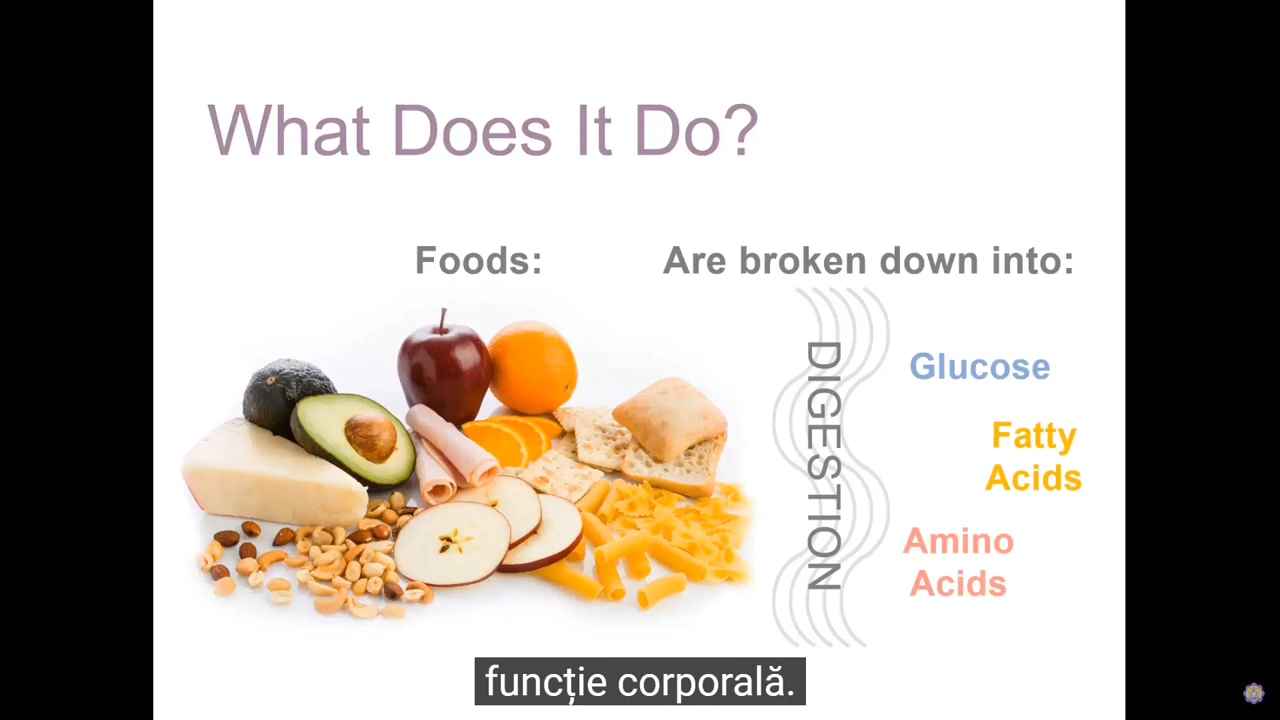 What Does It Do?
Foods:
Are broken down into:
DIGESTION
Glucose
Fatty
Acids
Amino
Acids
funcție corporală.